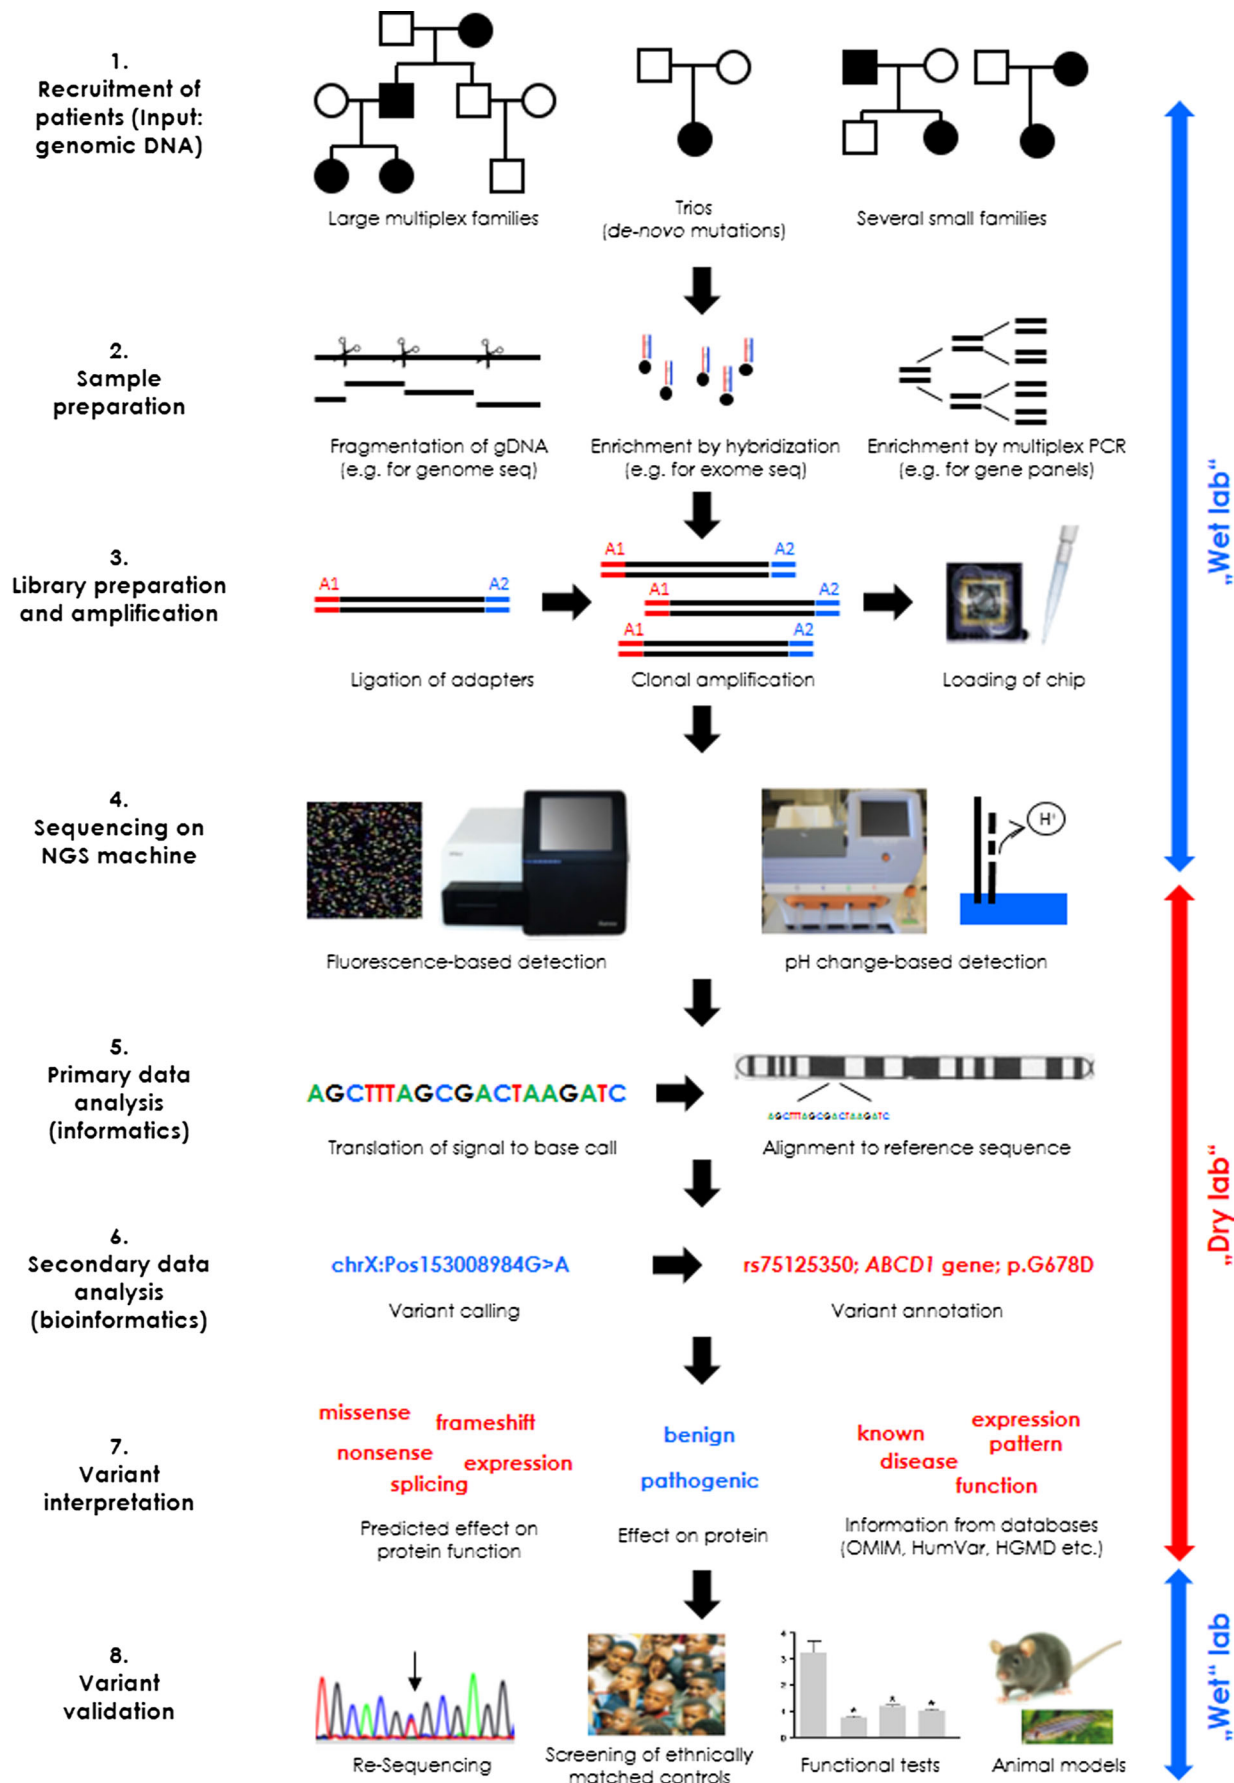 1.
Recruitment of
patients (Input:
genomic DNA)
Large multiplex families
Trios
(de-novo mutations)
Several small families
2.
Sample
preparation
Fragmentation of gDNA
(e.g. for genome seq)
Enrichment by hybridization
(e.g. for exome seq)
Enrichment by multiplex PCR
(e.g. for gene panels)
3.
Library preparation
and amplification
A1
A2
A1
A2
A1
A2
A1
A2
Ligation of adapters
Clonal amplification
Loading of chip
„Wet lab“
4.
Sequencing on
NGS machine
H⁺
Fluorescence-based detection
pH change-based detection
5.
Primary data
analysis
(informatics)
AGCTTTAGCGACTAAGATC
AGCTTTAGCGACTAAGATC
Translation of signal to base call
Alignment to reference sequence
„Dry lab“
6.
Secondary data
analysis
(bioinformatics)
chrX:Pos153008984G>A
rs75125350; ABCD1 gene; p.G678D
Variant calling
Variant annotation
7.
Variant
interpretation
missense
frameshift
nonsense
expression
splicing
Predicted effect on
protein function
benign
pathogenic
Effect on protein
known
expression
pattern
disease
function
Information from databases
(OMIM, HumVar, HGMD etc.)
8.
Variant
validation
Re-Sequencing
Screening of ethnically
matched controls
4
3
2
1
0
*
*
*
Functional tests
Animal models
„Wet“ lab